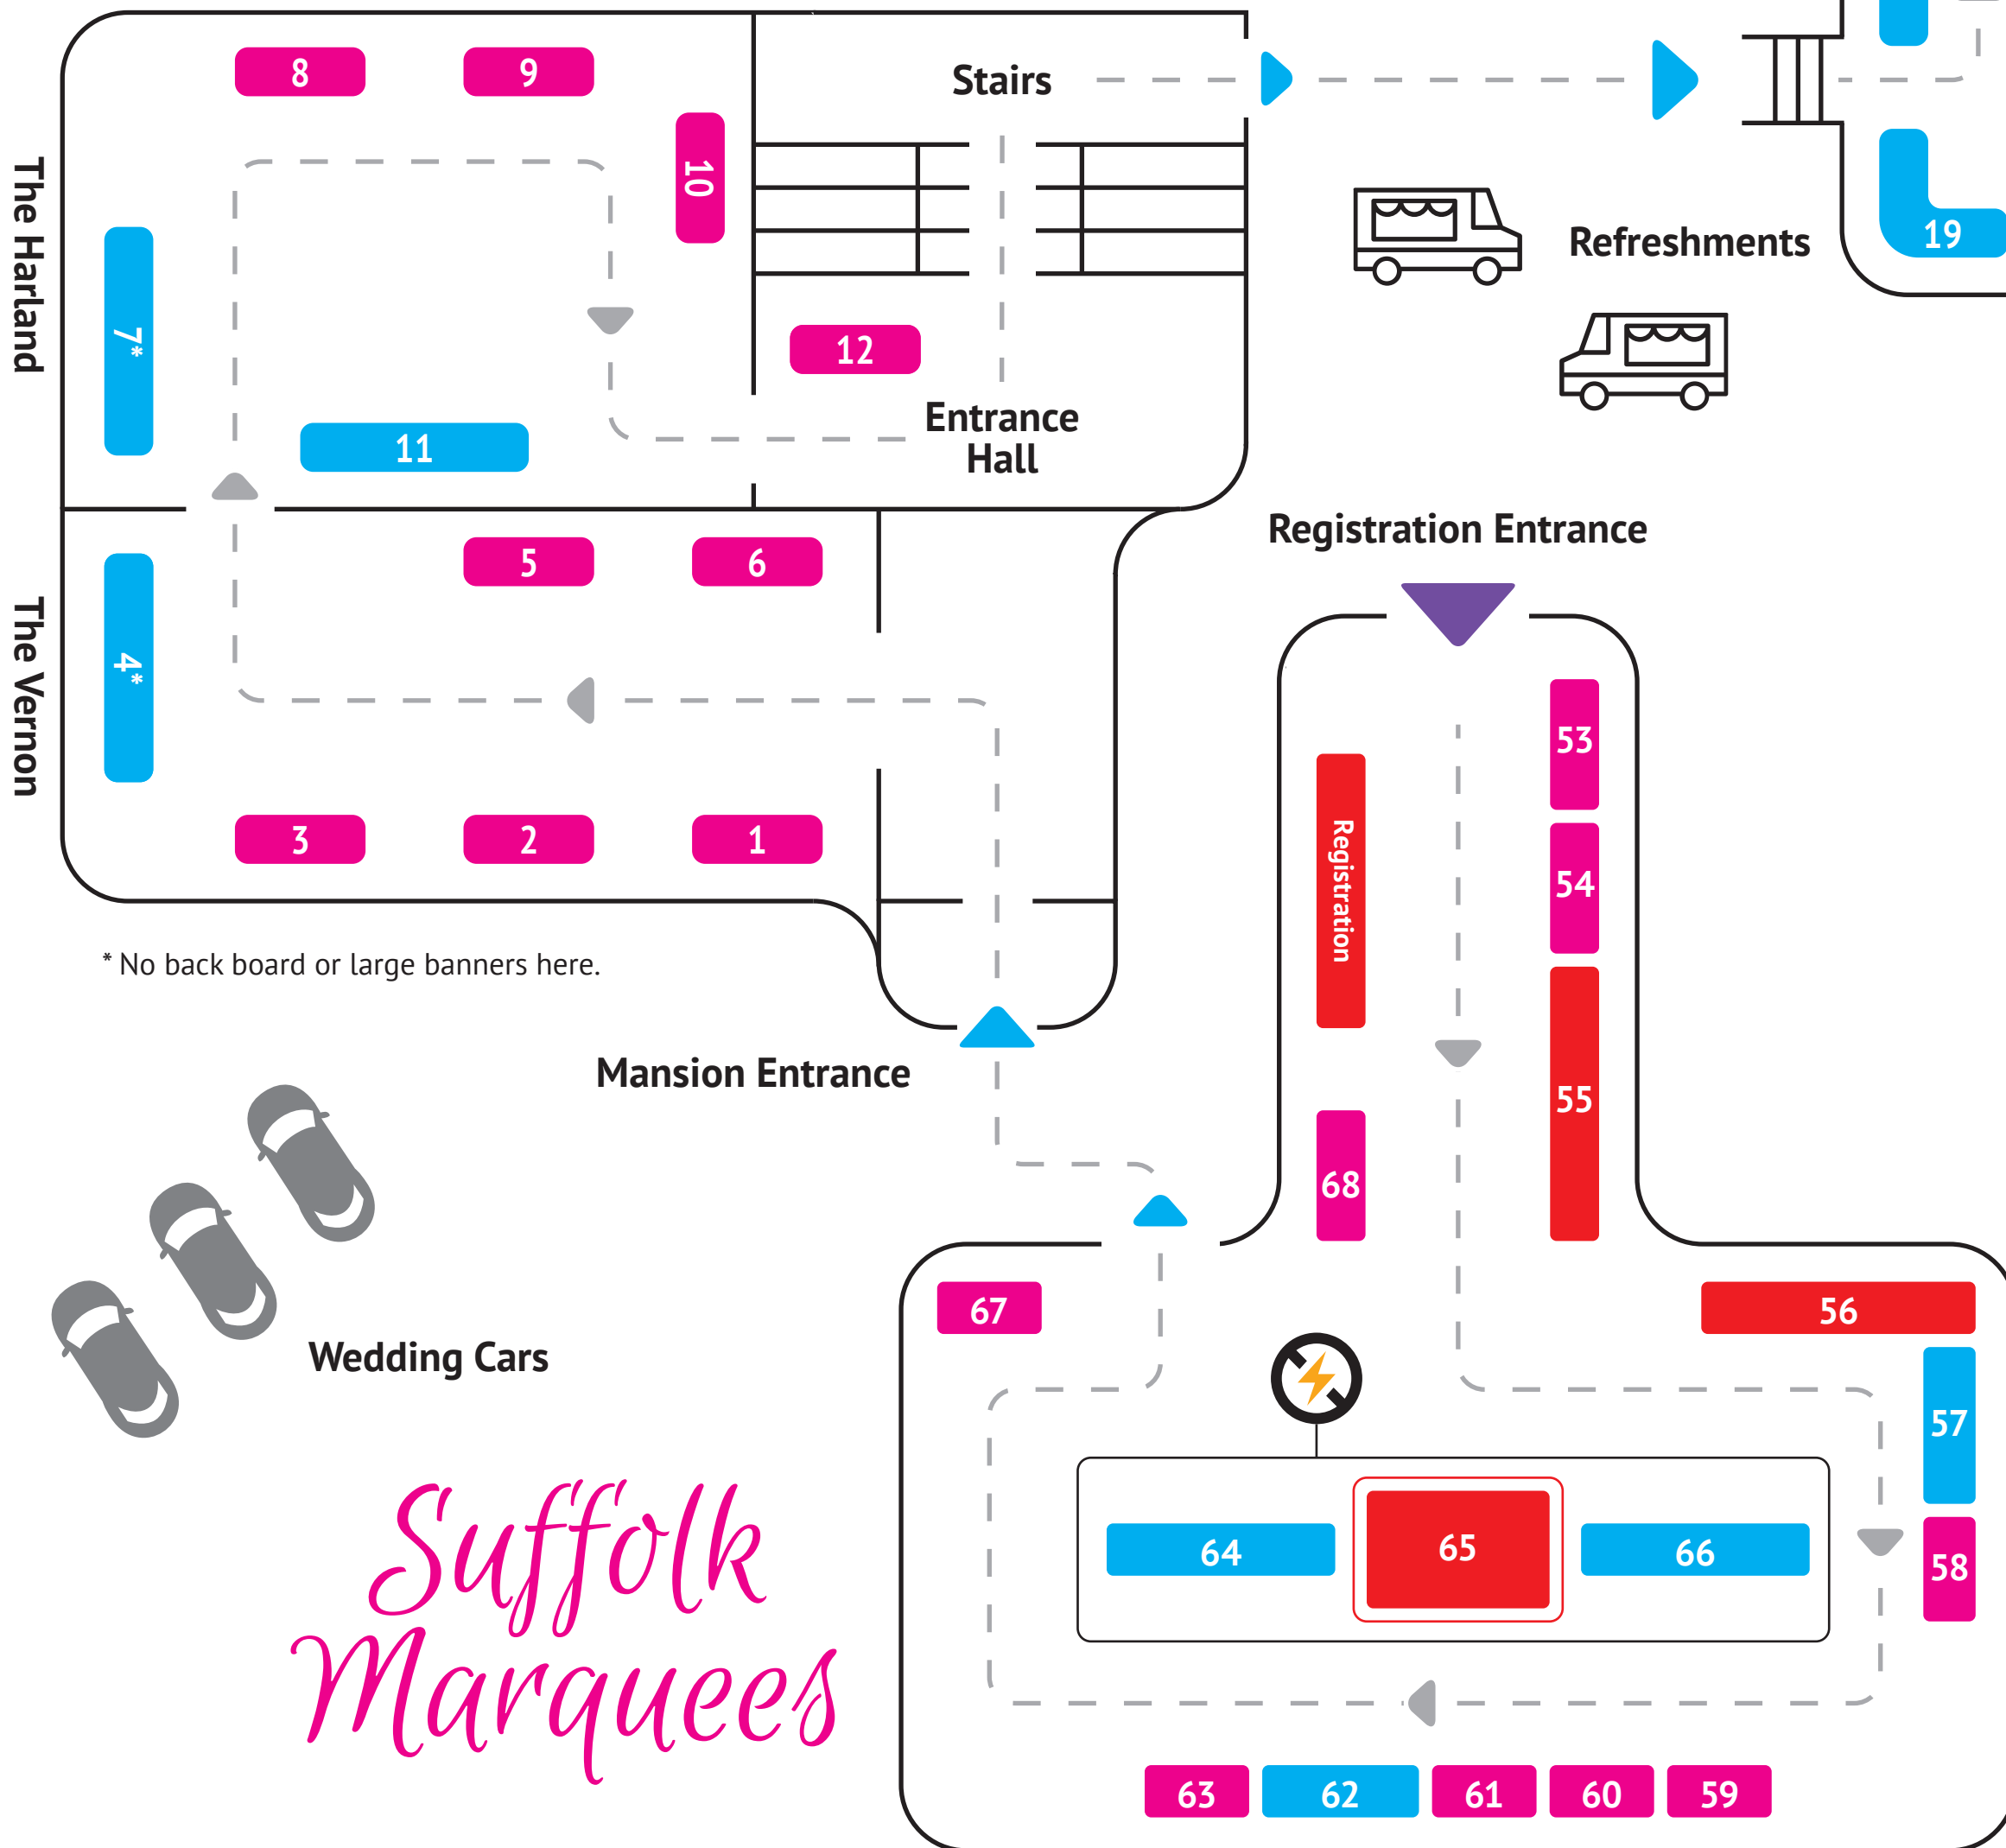 8
9
Stairs
10
The Harland
Refreshments
19
7*
12
11
Entrance
Hall
5
6
Registration Entrance
The Vernon
4*
53
3
2
1
Registration
54
* No back board or large banners here.
Mansion Entrance
55
68
67
56
Wedding Cars
57
64
65
66
58
Suffolk
Marquees
63
62
61
60
59